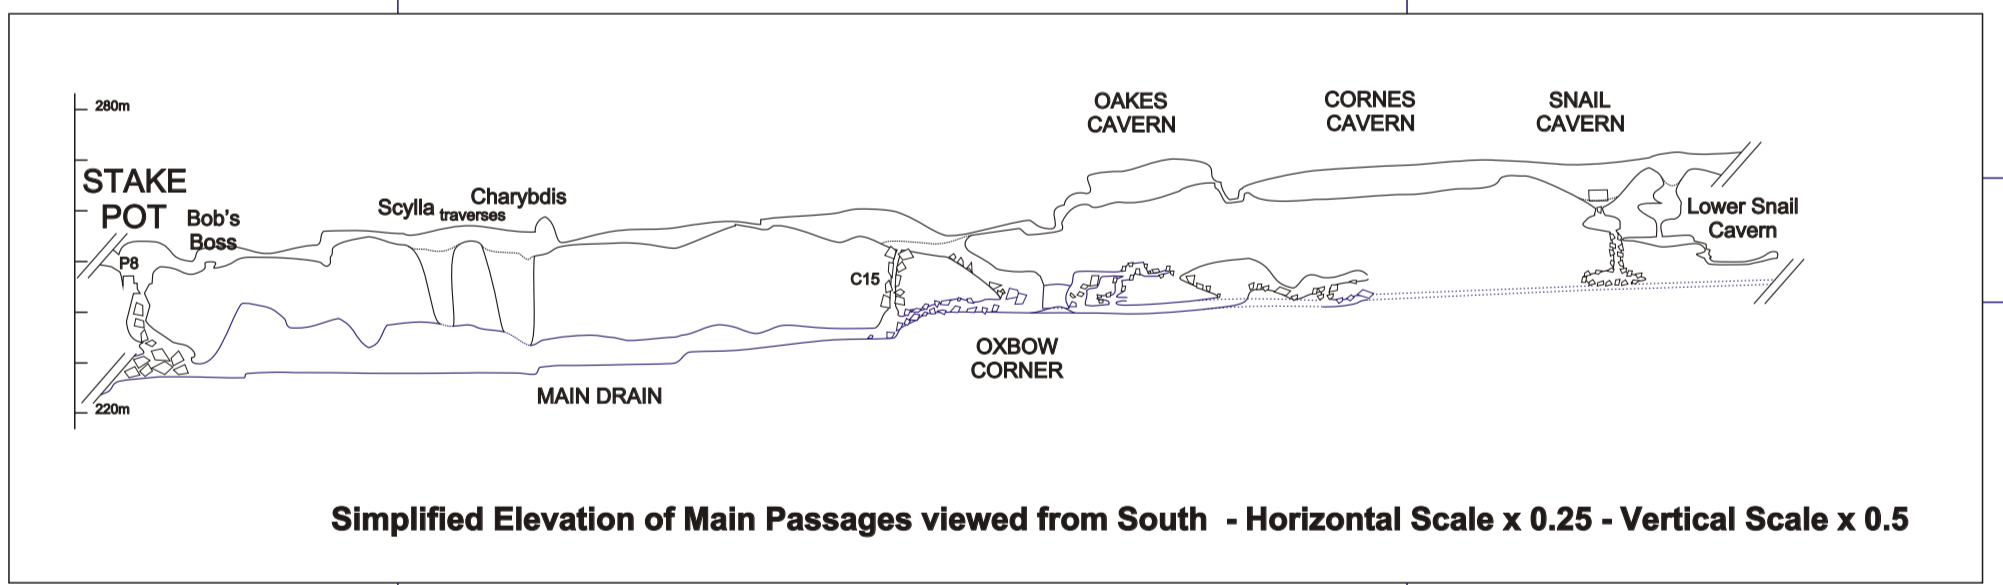 280m
OAKES
CAVERN
CORNES
CAVERN
SNAIL
CAVERN
STAKE
POT
Bob's
Boss
Scylla
traverses
Charybdis
Lower Snail
Cavern
P8
C15
OXBOW
CORNER
MAIN DRAIN
220m
Simplified Elevation of Main Passages viewed from South - Horizontal Scale x 0.25 - Vertical Scale x 0.5